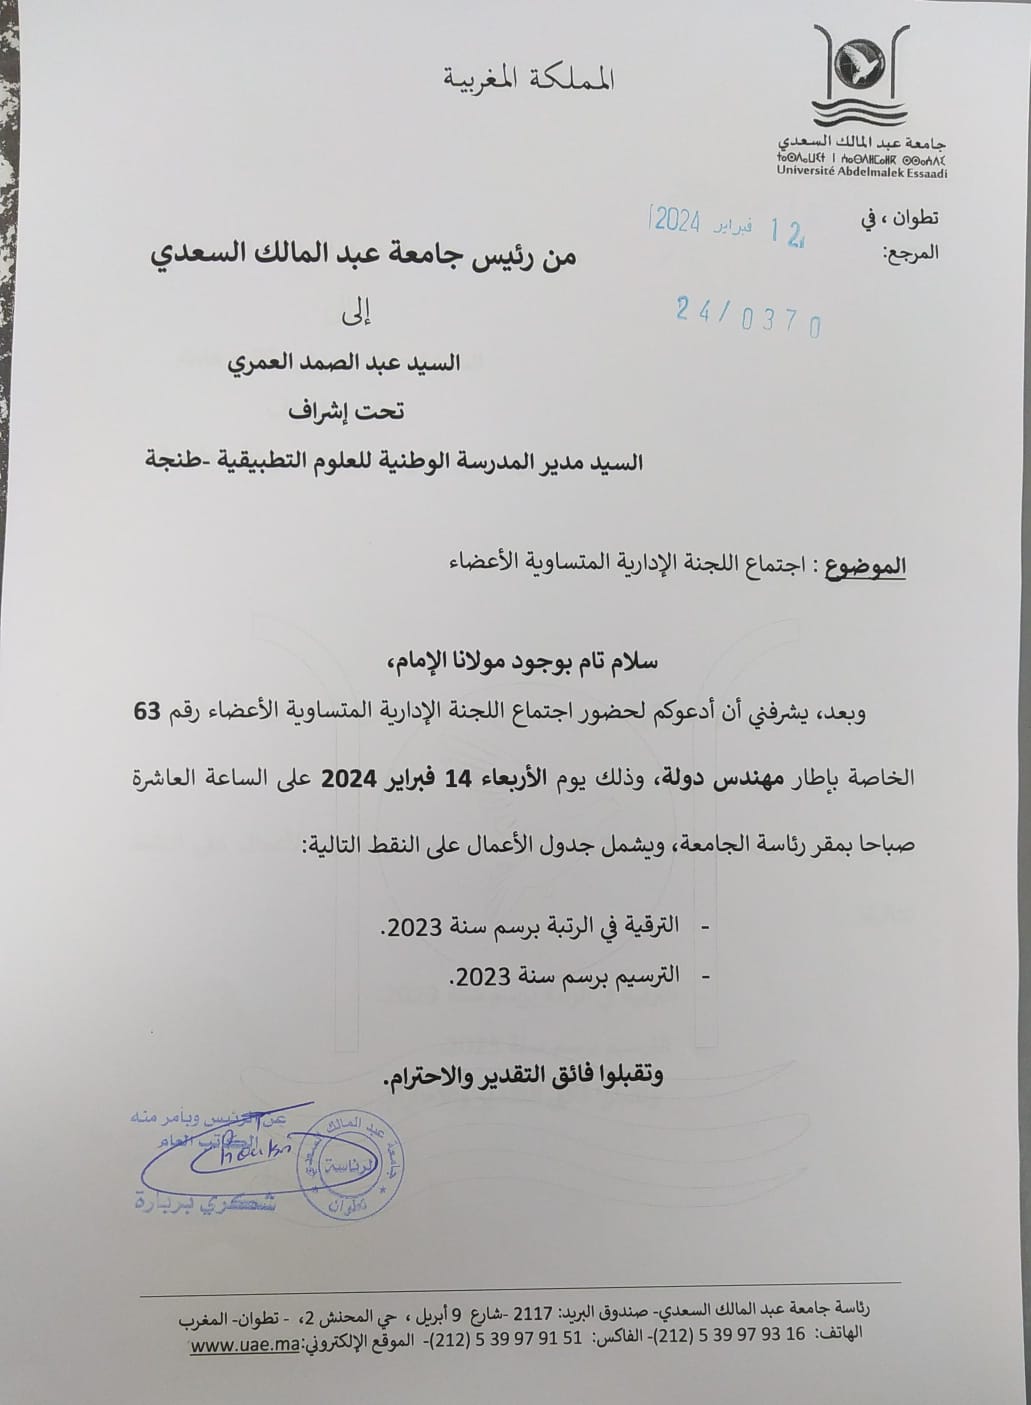 المملكة المغربية
جامعة عبد المالك السعدي
Université Abdelmalek Essaadi
تطوان ، في 12 فبراير 2024
المرجع:
24/0370
من رئيس جامعة عبد المالك السعدي
إلى
السيد عبد الصمد العمري
تحت إشراف
السيد مدير المدرسة الوطنية للعلوم التطبيقية -طنجة
الموضوع : اجتماع اللجنة الإدارية المتساوية الأعضاء
سلام تام بوجود مولانا الإمام،
وبعد، يشرفني أن أدعوكم لحضور اجتماع اللجنة الإدارية المتساوية الأعضاء رقم 63
الخاصة بإطار مهندس دولة، وذلك يوم الأربعاء 14 فبراير 2024 على الساعة العاشرة
صباحا بمقر رئاسة الجامعة، ويشمل جدول الأعمال على النقط التالية:
- الترقية في الرتبة برسم سنة 2023.
- الترسيم برسم سنة 2023.
وتقبلوا فائق التقدير والاحترام.
عن الرئيس وبأمر منه
الكاتب العام
شكري بربارة
جامعة عبد المالك السعدي
الرئاسة
تطوان
رئاسة جامعة عبد المالك السعدي- صندوق البريد: 2117 -شارع 9 أبريل ، حي المحنش 2، - تطوان- المغرب
الهاتف: 16 93 97 39 5 (212)- الفاكس: 51 91 97 39 5 (212)- الموقع الإلكتروني:www.uae.ma